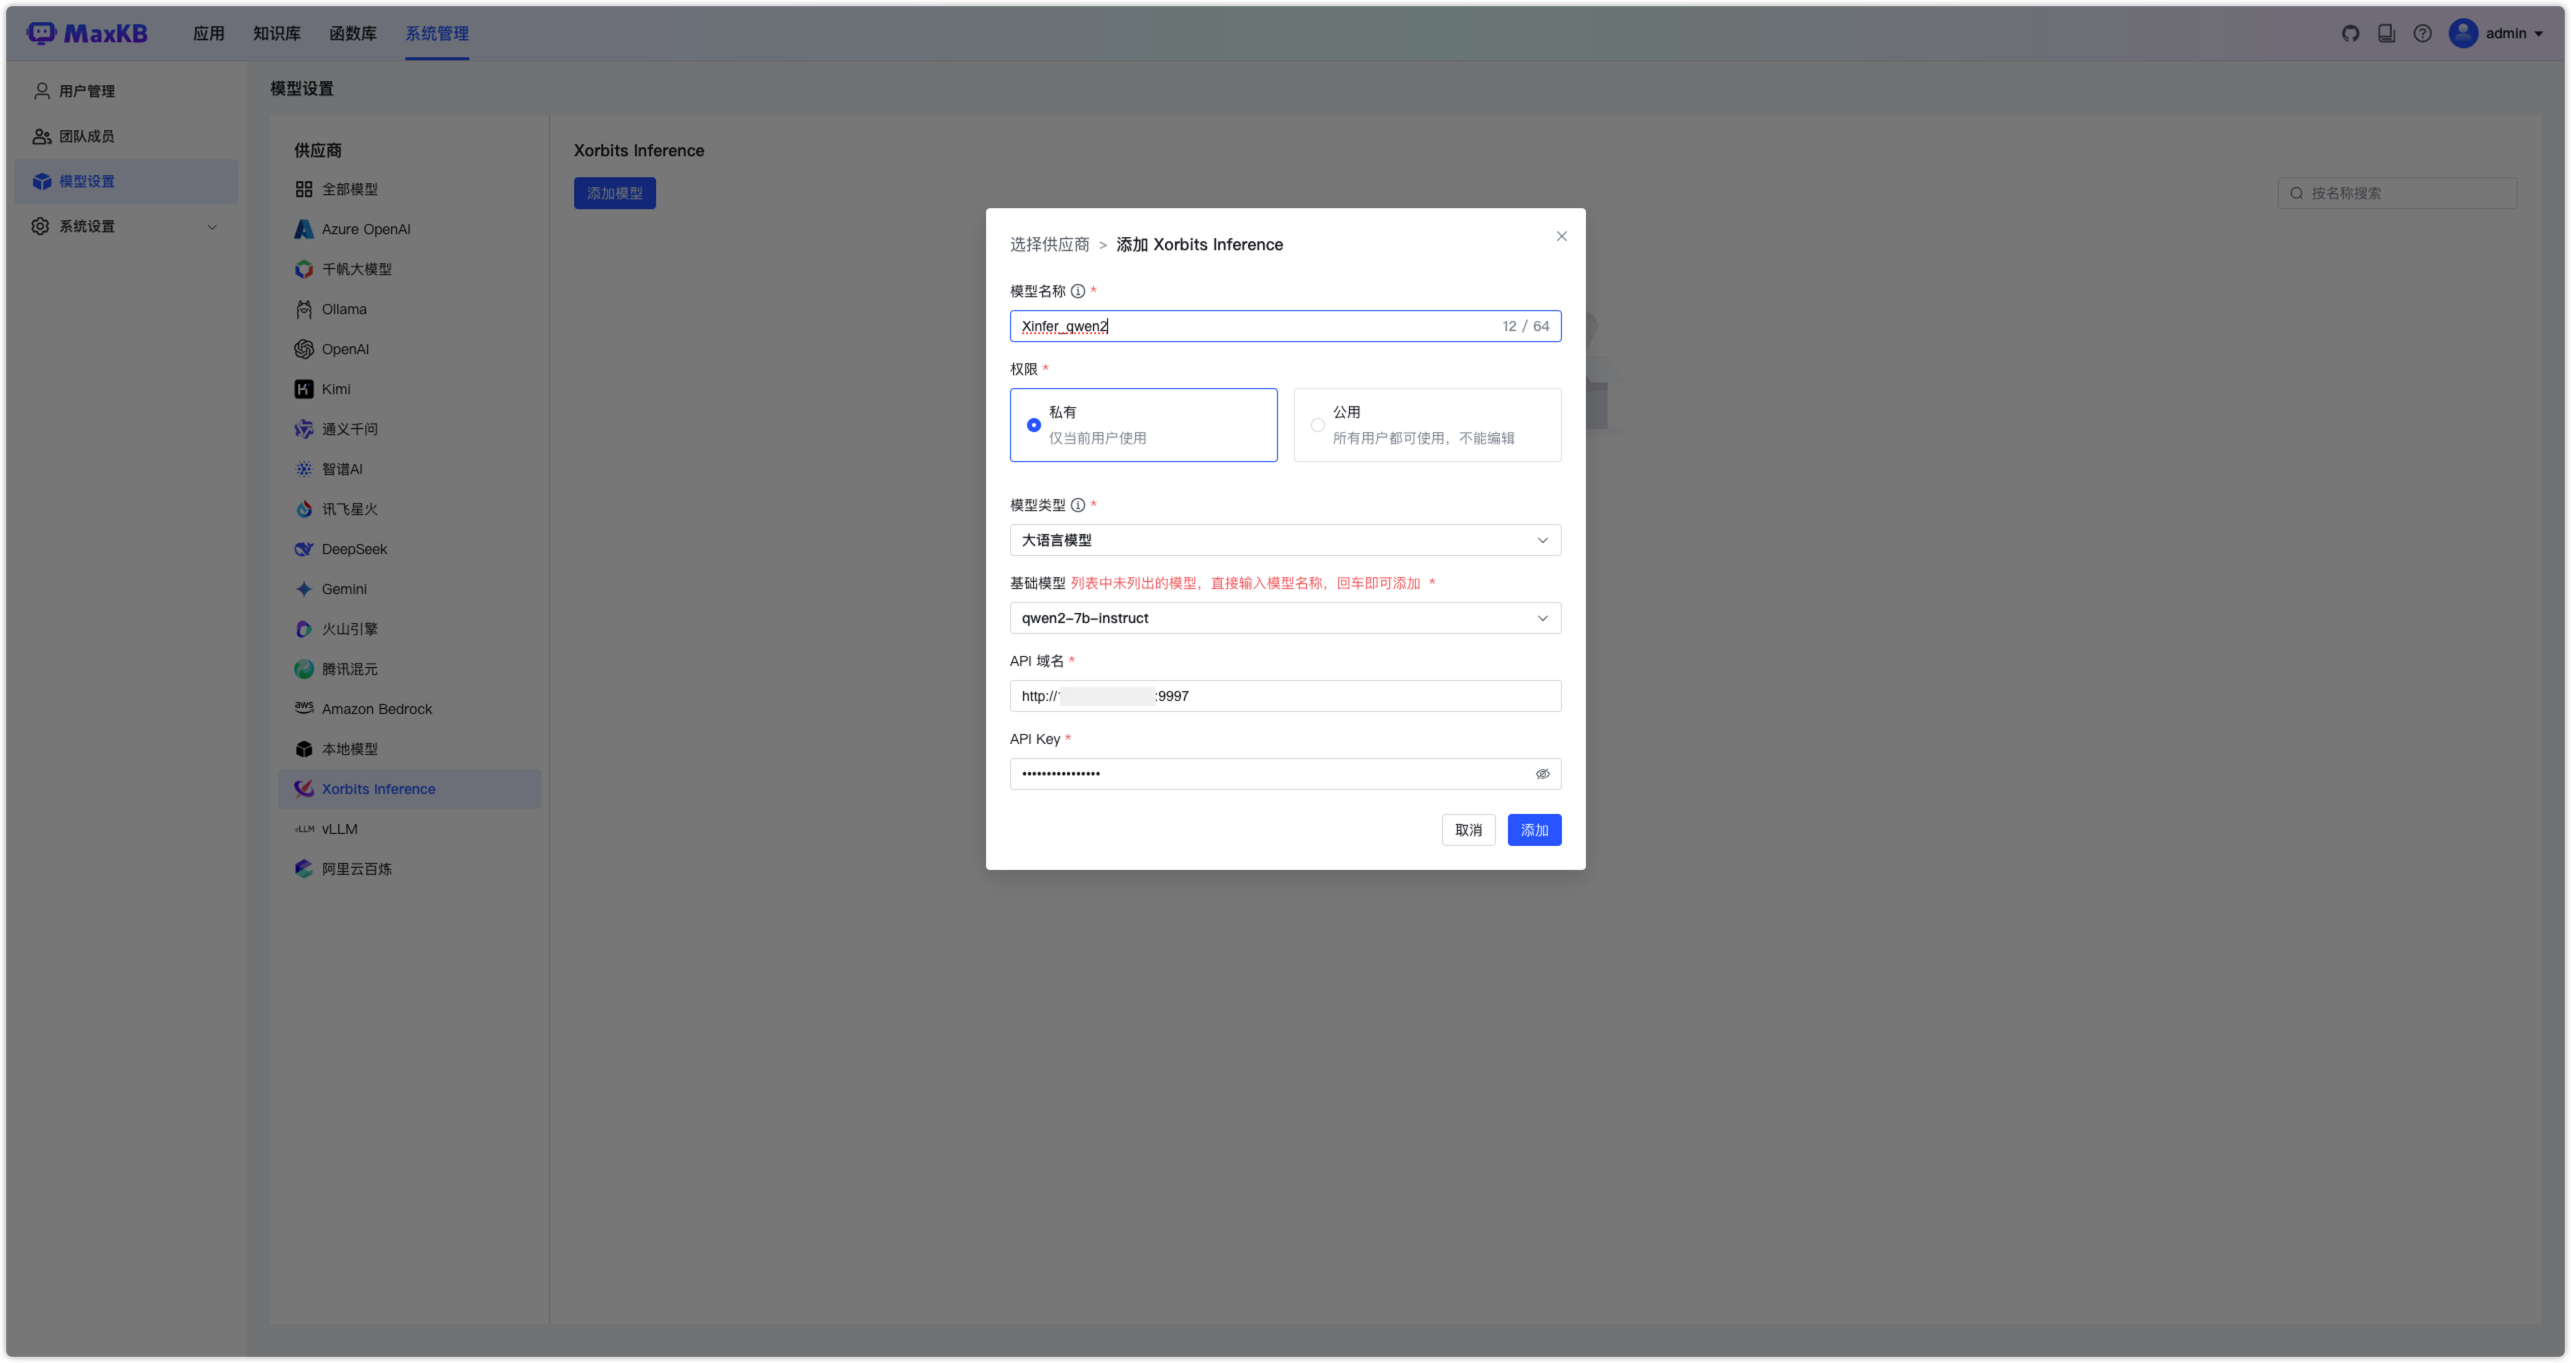 MaxKB
应用 知识库 函数库 系统管理
admin
用户管理
团队成员
模型设置
系统设置
模型设置
供应商
全部模型
Azure OpenAI
千帆大模型
Ollama
OpenAI
Kimi
通义千问
智谱AI
讯飞星火
DeepSeek
Gemini
火山引擎
腾讯混元
aws Amazon Bedrock
本地模型
Xorbits Inference
vLLM vLLM
阿里云百炼
Xorbits Inference
添加模型
按名称搜索
选择供应商 > 添加 Xorbits Inference
模型名称 *
Xinfer_qwen2 12 / 64
权限 *
私有
仅当前用户使用
公用
所有用户都可使用，不能编辑
模型类型 *
大语言模型
基础模型 列表中未列出的模型，直接输入模型名称，回车即可添加 *
qwen2-7b-instruct
API 域名 *
http:// :9997
API Key *
••••••••••••••••
取消 添加